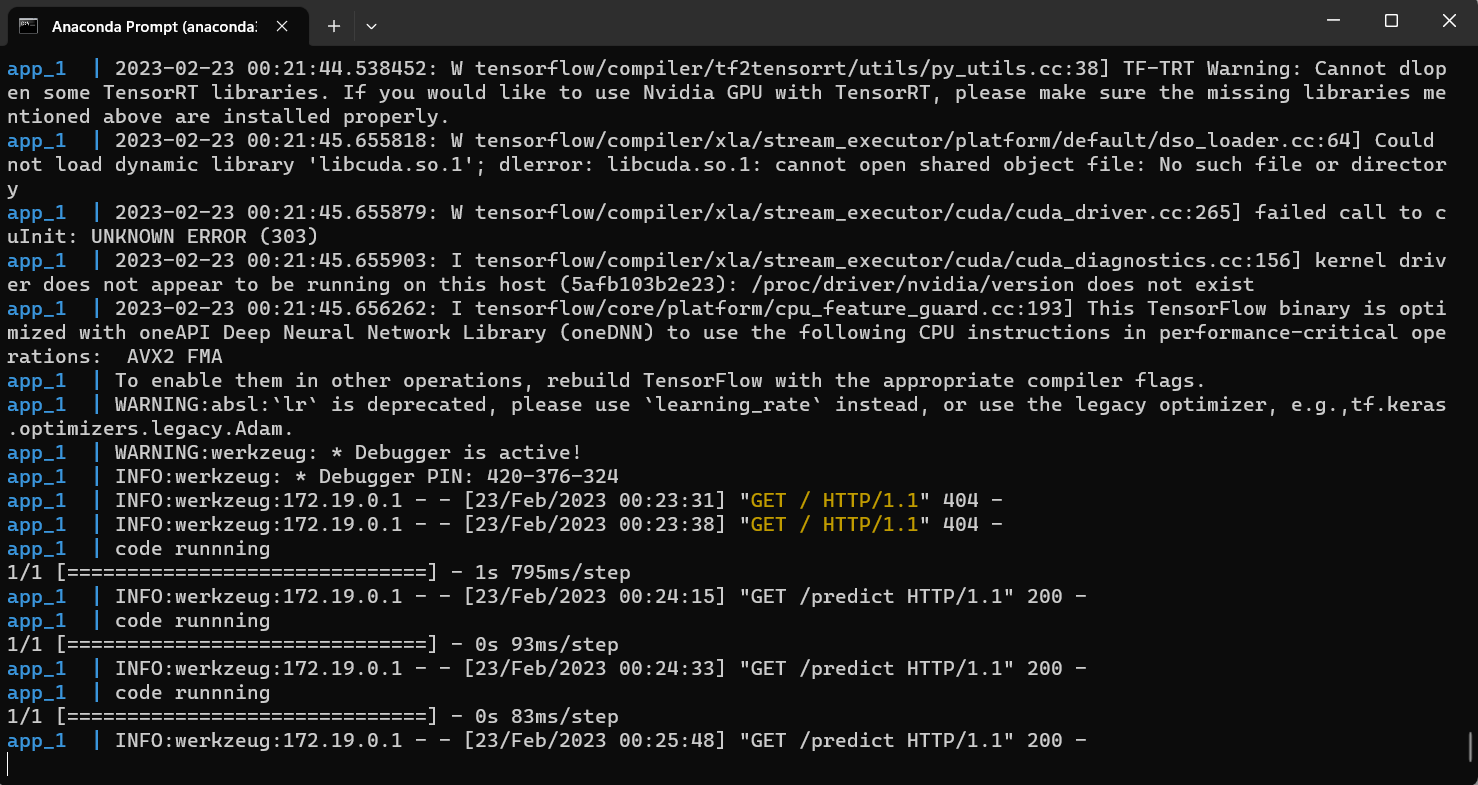 Anaconda Prompt (anaconda3
app_1  | 2023-02-23 00:21:44.538452: W tensorflow/compiler/tf2tensorrt/utils/py_utils.cc:38] TF-TRT Warning: Cannot dlop
en some TensorRT libraries. If you would like to use Nvidia GPU with TensorRT, please make sure the missing libraries me
ntioned above are installed properly.
app_1  | 2023-02-23 00:21:45.655818: W tensorflow/compiler/xla/stream_executor/platform/default/dso_loader.cc:64] Could
not load dynamic library 'libcuda.so.1'; dlerror: libcuda.so.1: cannot open shared object file: No such file or director
y
app_1  | 2023-02-23 00:21:45.655879: W tensorflow/compiler/xla/stream_executor/cuda/cuda_driver.cc:265] failed call to c
uInit: UNKNOWN ERROR (303)
app_1  | 2023-02-23 00:21:45.655903: I tensorflow/compiler/xla/stream_executor/cuda/cuda_diagnostics.cc:156] kernel driv
er does not appear to be running on this host (5afb103b2e23): /proc/driver/nvidia/version does not exist
app_1  | 2023-02-23 00:21:45.656262: I tensorflow/core/platform/cpu_feature_guard.cc:193] This TensorFlow binary is opti
mized with oneAPI Deep Neural Network Library (oneDNN) to use the following CPU instructions in performance-critical ope
rations:  AVX2 FMA
app_1  | To enable them in other operations, rebuild TensorFlow with the appropriate compiler flags.
app_1  | WARNING:absl:`lr` is deprecated, please use `learning_rate` instead, or use the legacy optimizer, e.g.,tf.keras
.optimizers.legacy.Adam.
app_1  | WARNING:werkzeug: * Debugger is active!
app_1  | INFO:werkzeug: * Debugger PIN: 420-376-324
app_1  | INFO:werkzeug:172.19.0.1 - - [23/Feb/2023 00:23:31] "GET / HTTP/1.1" 404 -
app_1  | INFO:werkzeug:172.19.0.1 - - [23/Feb/2023 00:23:38] "GET / HTTP/1.1" 404 -
app_1  | code runnning
1/1 [==============================] - 1s 795ms/step
app_1  | INFO:werkzeug:172.19.0.1 - - [23/Feb/2023 00:24:15] "GET /predict HTTP/1.1" 200 -
app_1  | code runnning
1/1 [==============================] - 0s 93ms/step
app_1  | INFO:werkzeug:172.19.0.1 - - [23/Feb/2023 00:24:33] "GET /predict HTTP/1.1" 200 -
app_1  | code runnning
1/1 [==============================] - 0s 83ms/step
app_1  | INFO:werkzeug:172.19.0.1 - - [23/Feb/2023 00:25:48] "GET /predict HTTP/1.1" 200 -